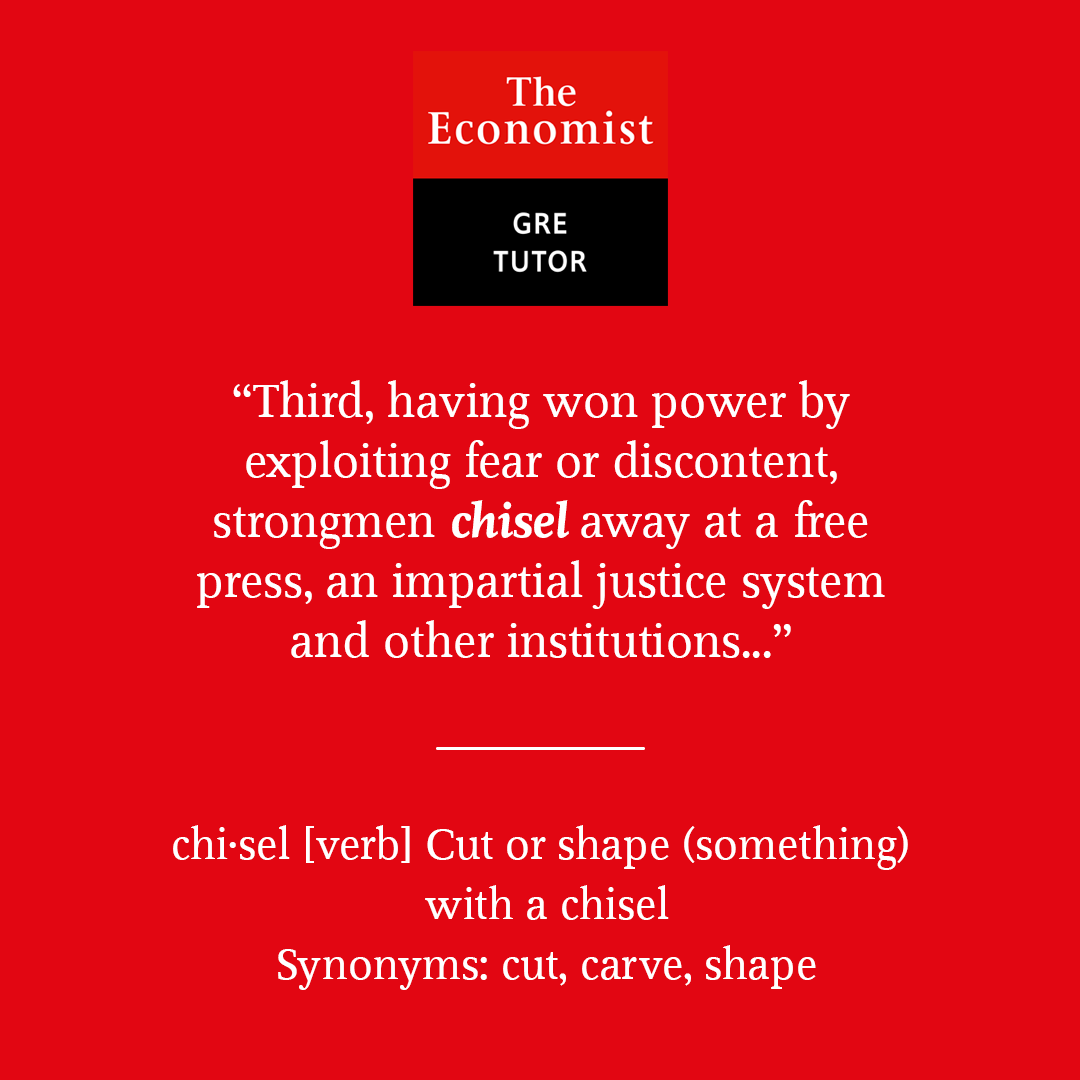 The
Economist
GRE
TUTOR
“Third, having won power by
exploiting fear or discontent,
strongmen chisel away at a free
press, an impartial justice system
and other institutions...”
chi·sel [verb] Cut or shape (something)
with a chisel
Synonyms: cut, carve, shape